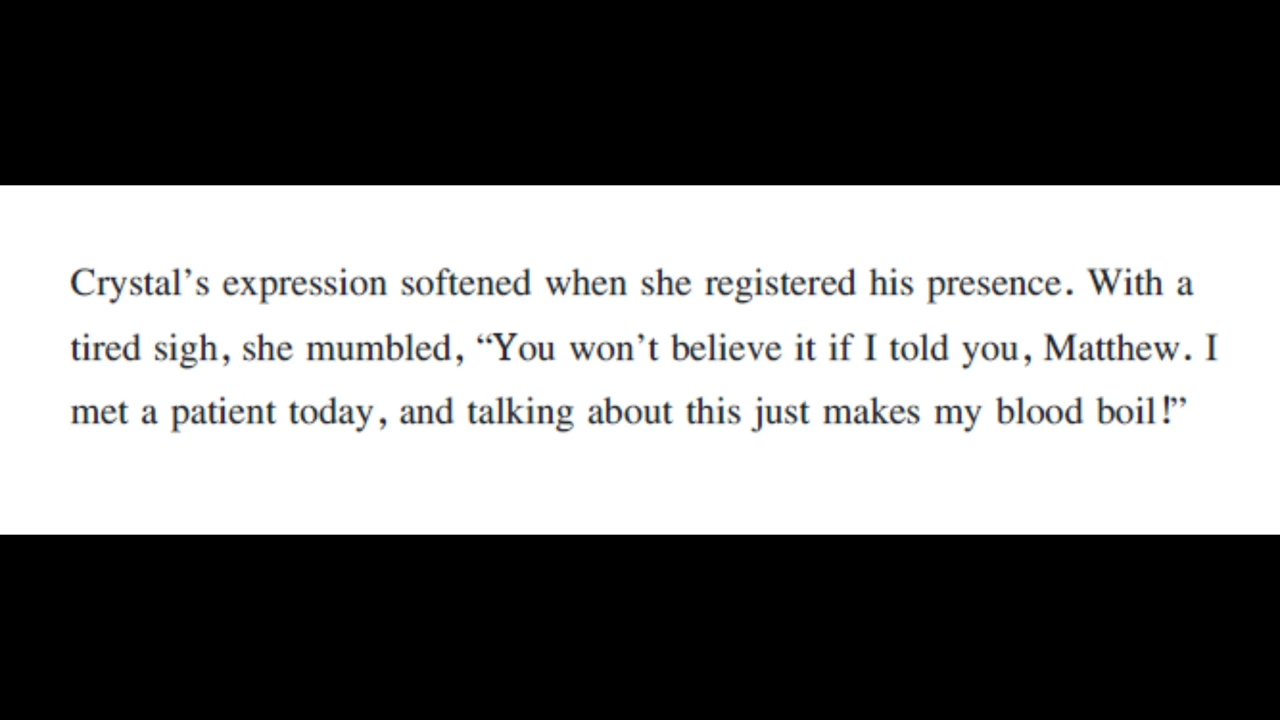 Crystal’s expression softened when she registered his presence. With a
tired sigh, she mumbled, “You won’t believe it if I told you, Matthew. I
met a patient today, and talking about this just makes my blood boil!”